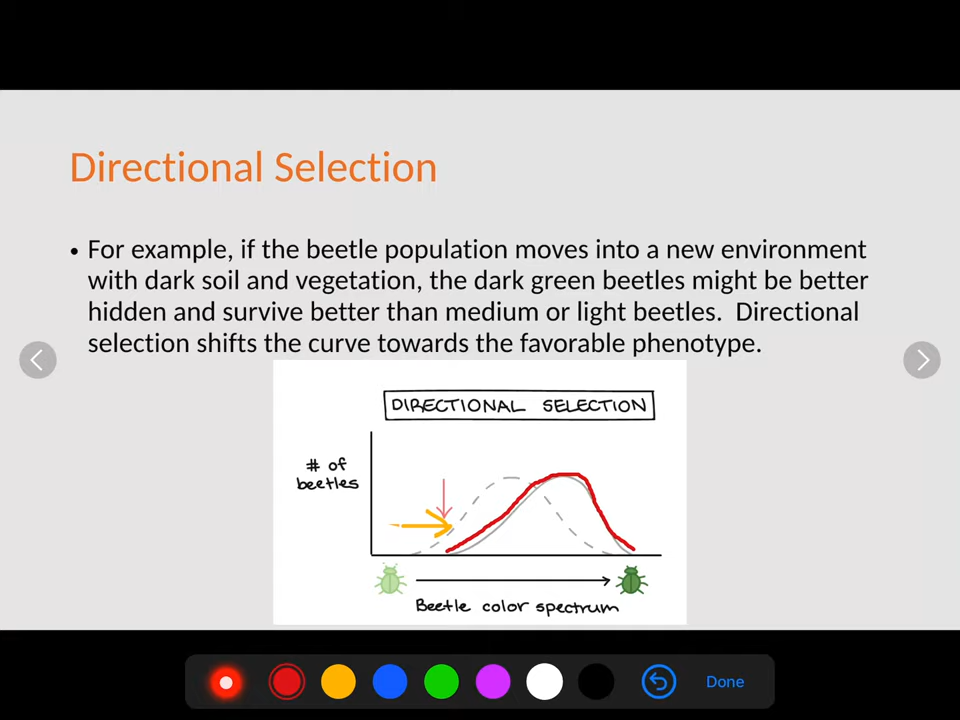 Directional Selection
• For example, if the beetle population moves into a new environment
with dark soil and vegetation, the dark green beetles might be better
hidden and survive better than medium or light beetles.  Directional
selection shifts the curve towards the favorable phenotype.
DIRECTIONAL SELECTION
# of
beetles
Beetle color spectrum
Done